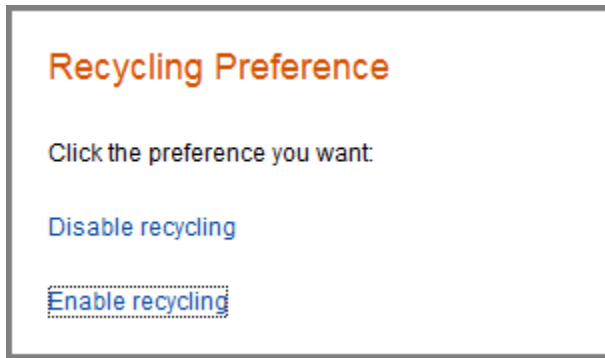 Recycling Preference
Click the preference you want:
Disable recycling
Enable recycling